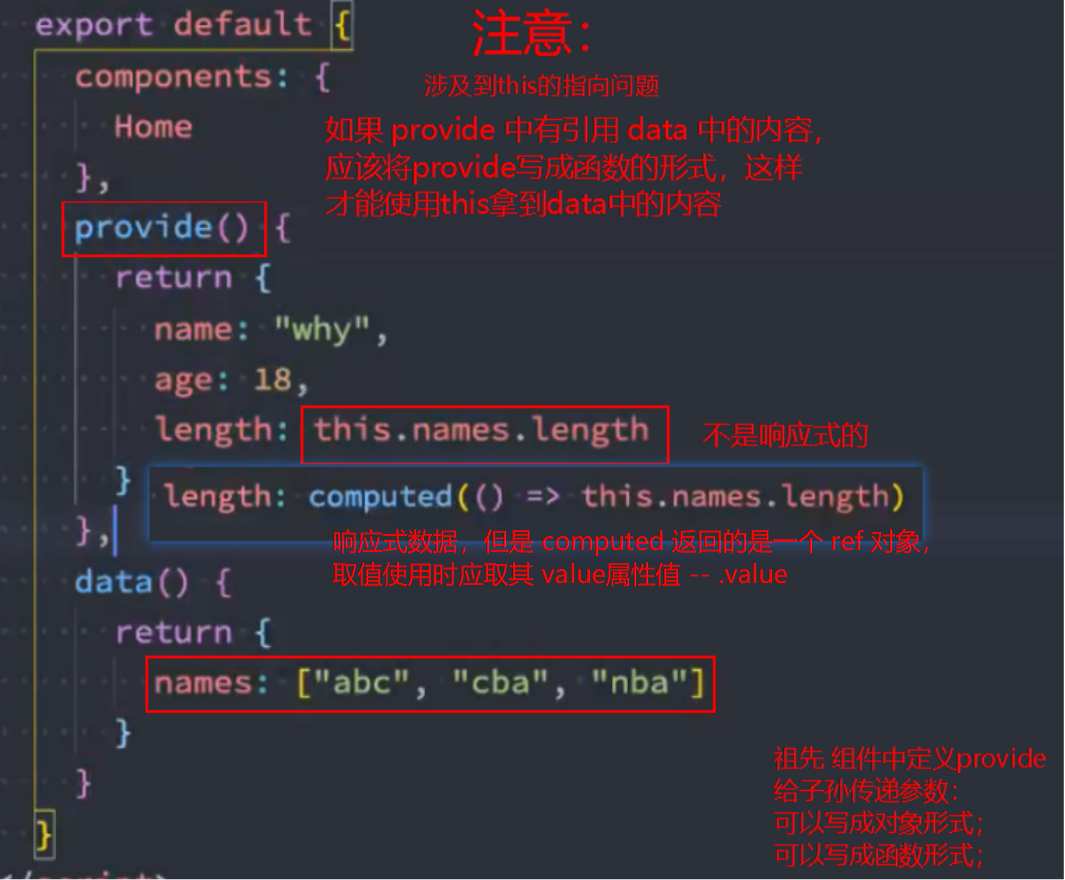 export default {
注意：
components: {
涉及到this的指向问题
Home
如果 provide 中有引用 data 中的内容，
应该将provide写成函数的形式，这样
},
才能使用this拿到data中的内容
provide() {
return {
name: "why",
age: 18,
length: this.names.length
不是响应式的
}
length: computed(() => this.names.length)
},
响应式数据，但是 computed 返回的是一个 ref 对象，
取值使用时应取其 value属性值 -- .value
data() {
return {
names: ["abc", "cba", "nba"]
}
祖先 组件中定义provide
}
给子孙传递参数：
可以写成对象形式；
}
可以写成函数形式；